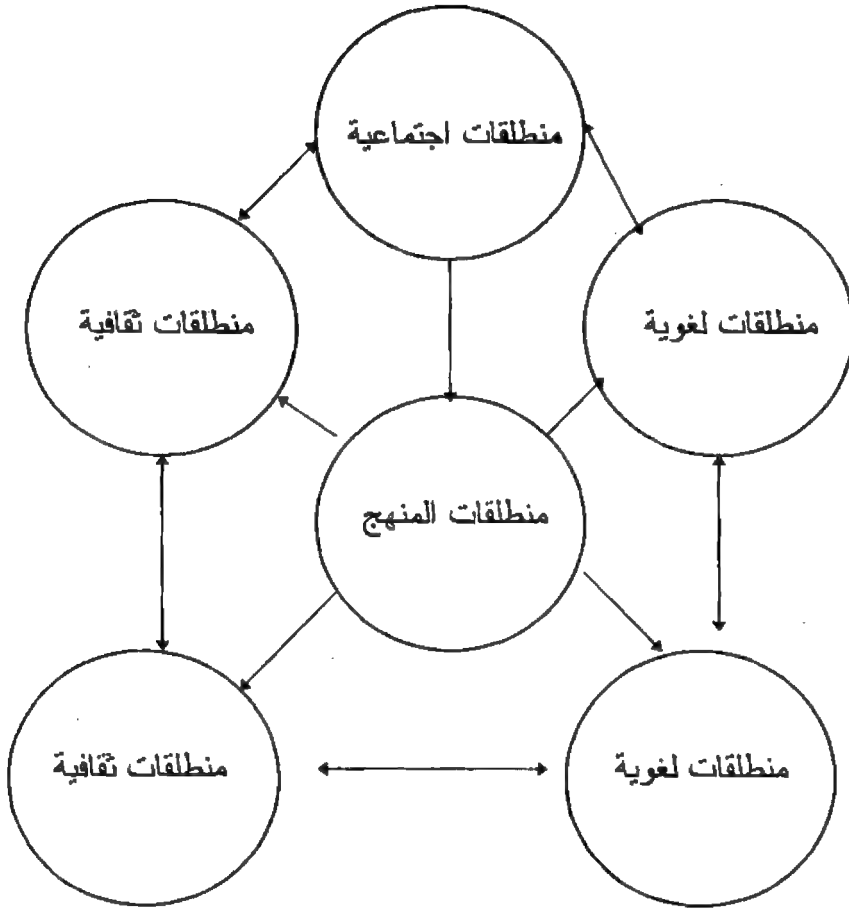 منطلقات اجتماعية
منطلقات لغوية
منطلقات ثقافية
منطلقات المنهج
منطلقات لغوية
منطلقات ثقافية